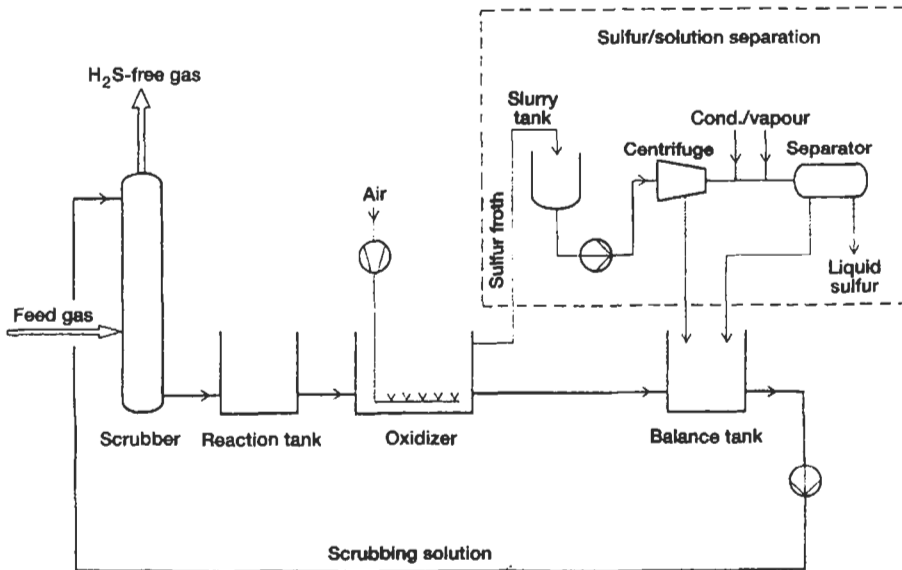 Sulfur/solution separation
H₂S-free gas
Slurry
tank
Cond./vapour
Centrifuge
Separator
Air
Sulfur froth
Liquid
sulfur
Feed gas
Scrubber
Reaction tank
Oxidizer
Balance tank
Scrubbing solution